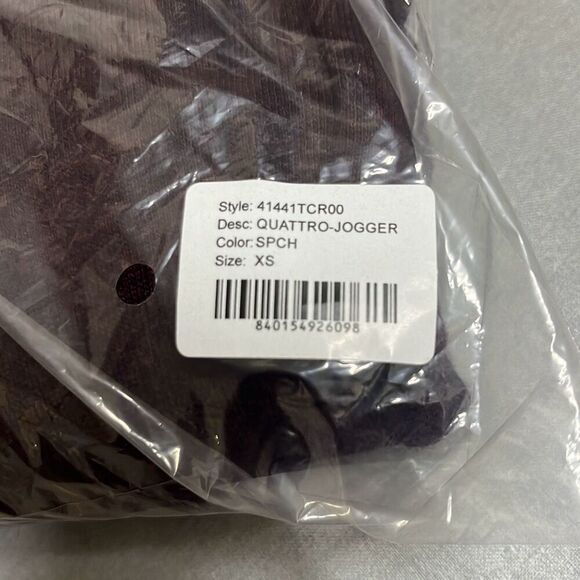 Style: 41441TCR00
Desc: QUATTRO-JOGGER
Color: SPCH
Size: XS
840154926098